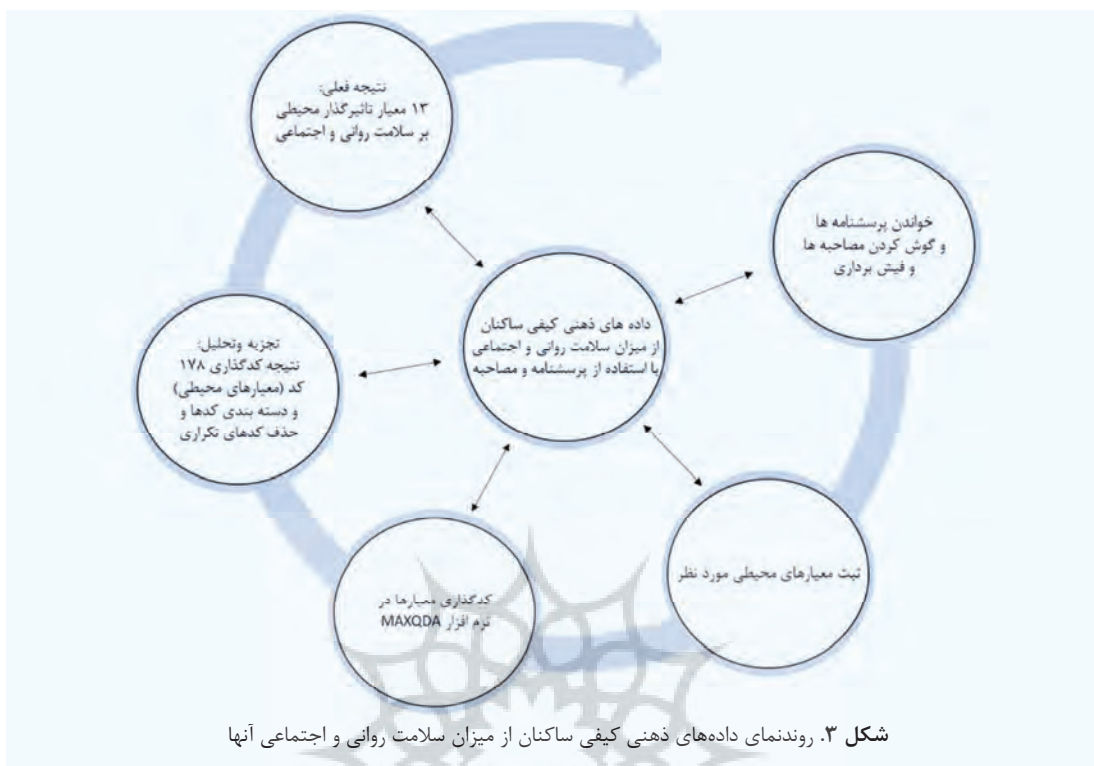 نتیجه فعلی:
۱۳ معیار تاثیرگذار محیطی
بر سلامت روانی و اجتماعی
خواندن پرسشنامه ها
و گوش کردن مصاحبه ها
و فیش برداری
داده های ذهنی کیفی ساکنان
از میزان سلامت روانی و اجتماعی
با استفاده از پرسشنامه و مصاحبه
تجزیه وتحلیل:
نتیجه کدگذاری ۱۷۸
کد (معیارهای محیطی)
و دسته بندی کدها و
حذف کدهای تکراری
ثبت معیارهای محیطی مورد نظر
کدگذاری معیارها در
نرم افزار MAXQDA
شکل ۳. روندنمای داده‌های ذهنی کیفی ساکنان از میزان سلامت روانی و اجتماعی آنها